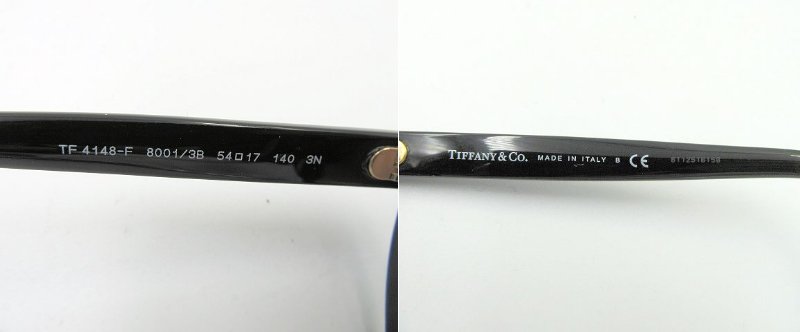 TF 4148-F 8001/3B 54□17 140 3N
TIFFANY & CO. MADE IN ITALY B CE